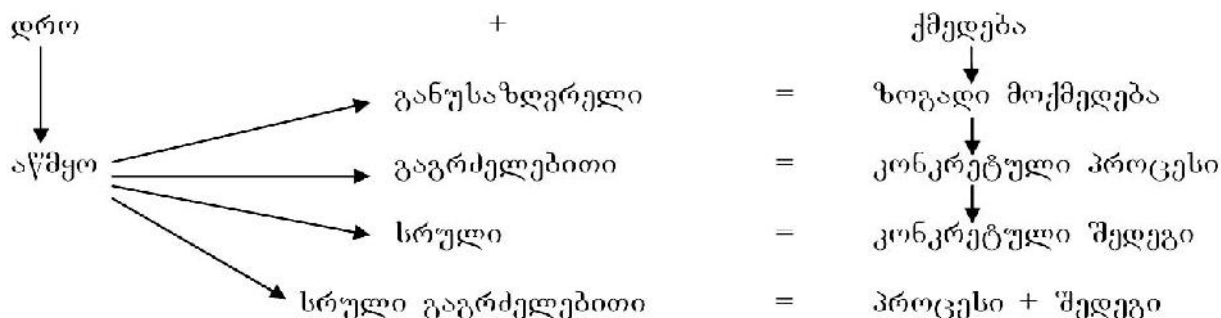 დრო + ქმედება
განუსაზღვრელი = ზოგადი მოქმედება
აწმყო გაგრძელებითი = კონკრეტული პროცესი
სრული = კონკრეტული შედეგი
სრული გაგრძელებითი = პროცესი + შედეგი